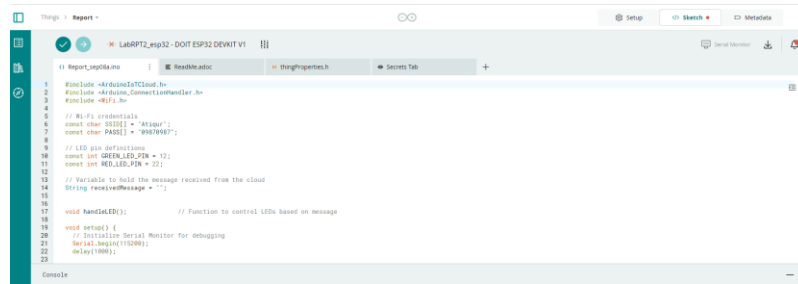 Things > Report
Setup
Sketch
Metadata
LabRPT2_esp32 - DOIT ESP32 DEVKIT V1
Serial Monitor
Report_sep08a.ino
ReadMe.adoc
thingProperties.h
Secrets Tab
1 #include <ArduinoIoTCloud.h>
2 #include <Arduino_ConnectionHandler.h>
3 #include <WiFi.h>
4
5 // Wi-Fi credentials
6 const char SSID[] = "Atiqur";
7 const char PASS[] = "09870987";
8
9 // LED pin definitions
10 const int GREEN_LED_PIN = 12;
11 const int RED_LED_PIN = 22;
12
13 // Variable to hold the message received from the cloud
14 String receivedMessage = "";
15
16
17 void handleLED(); // Function to control LEDs based on message
18
19 void setup() {
20 // Initialize Serial Monitor for debugging
21 Serial.begin(115200);
22 delay(1000);
23
Console